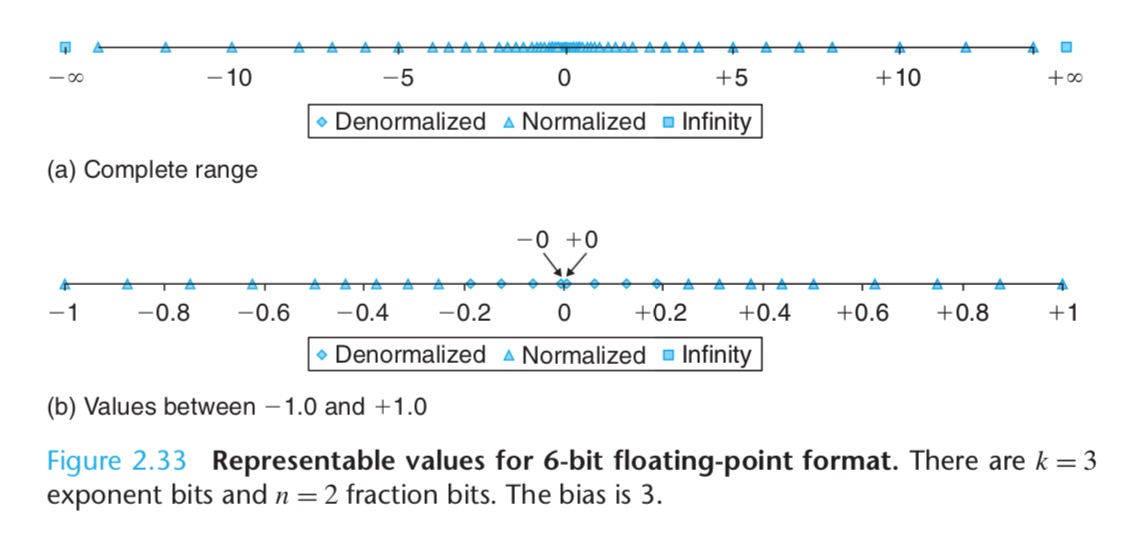 −∞ −10 −5 0 +5 +10 +∞
Denormalized Normalized Infinity
(a) Complete range
−0 +0
−1 −0.8 −0.6 −0.4 −0.2 0 +0.2 +0.4 +0.6 +0.8 +1
Denormalized Normalized Infinity
(b) Values between −1.0 and +1.0
Figure 2.33 Representable values for 6-bit floating-point format. There are k = 3
exponent bits and n = 2 fraction bits. The bias is 3.